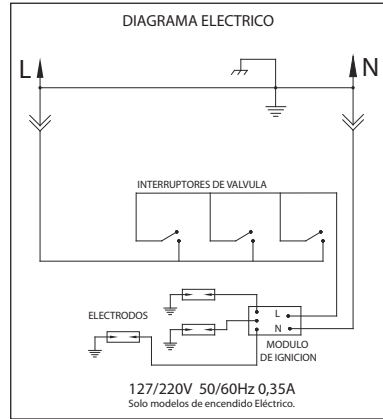 DIAGRAMA ELECTRICO
L N
INTERRUPTORES DE VALVULA
ELECTRODOS
L
N
MODULO
DE IGNICION
127/220V 50/60Hz 0,35A
Solo modelos de encendido Eléctrico.